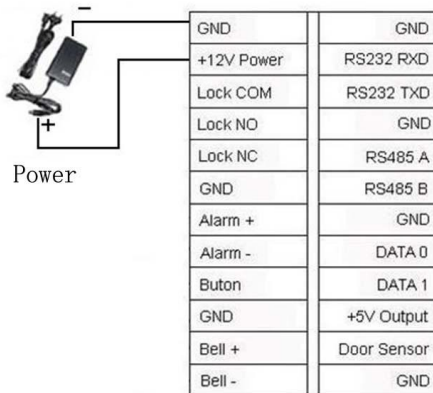 −
GND GND
+12V Power RS232 RXD
Lock COM RS232 TXD
+
Lock NO GND
Lock NC RS485 A
Power
GND RS485 B
Alarm + GND
Alarm - DATA 0
Buton DATA 1
GND +5V Output
Bell + Door Sensor
Bell - GND